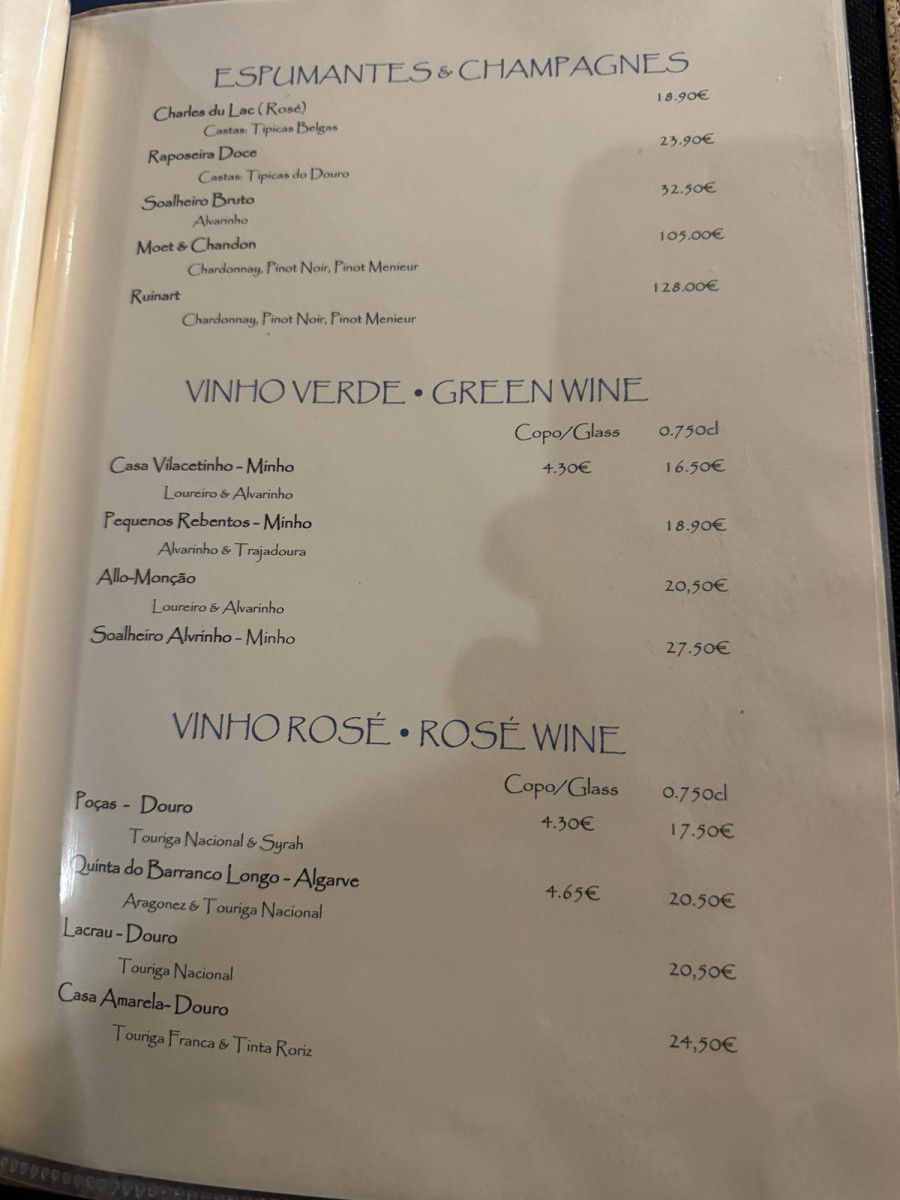 ESPUMANTES & CHAMPAGNES
Charles du Lac (Rosé) 18.90€
Castas: Tipicas Belgas
Raposeira Doce 23.90€
Castas: Tipicas do Douro
Soalheiro Bruto 32.50€
Alvarinho
Moet & Chandon 105.00€
Chardonnay, Pinot Noir, Pinot Menieur
Ruinart 128.00€
Chardonnay, Pinot Noir, Pinot Menieur
VINHO VERDE • GREEN WINE
Copo/Glass 0.750cl
Casa Vilacetinho - Minho 4.30€ 16.50€
Loureiro & Alvarinho
Pequenos Rebentos - Minho 18.90€
Alvarinho & Trajadoura
Allo-Monção 20,50€
Loureiro & Alvarinho
Soalheiro Alvrinho - Minho 27.50€
VINHO ROSÉ • ROSÉ WINE
Copo/Glass 0.750cl
Poças - Douro 4.30€ 17.50€
Touriga Nacional & Syrah
Quinta do Barranco Longo - Algarve 4.65€ 20.50€
Aragonez & Touriga Nacional
Lacrau - Douro 20,50€
Touriga Nacional
Casa Amarela- Douro 24,50€
Touriga Franca & Tinta Roriz